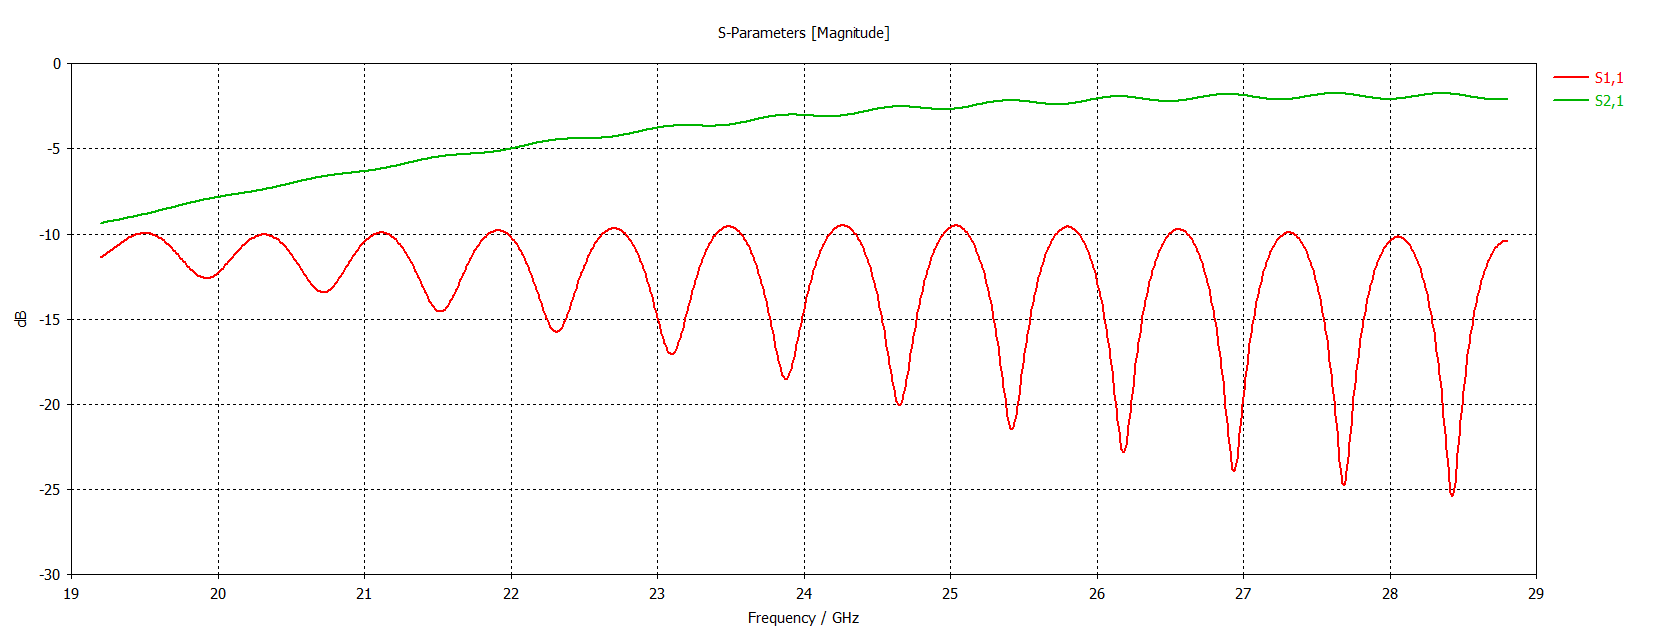 S-Parameters [Magnitude]
0
-5
-10
-15
-20
-25
-30
dB
19 20 21 22 23 24 25 26 27 28 29
Frequency / GHz
S1,1
S2,1